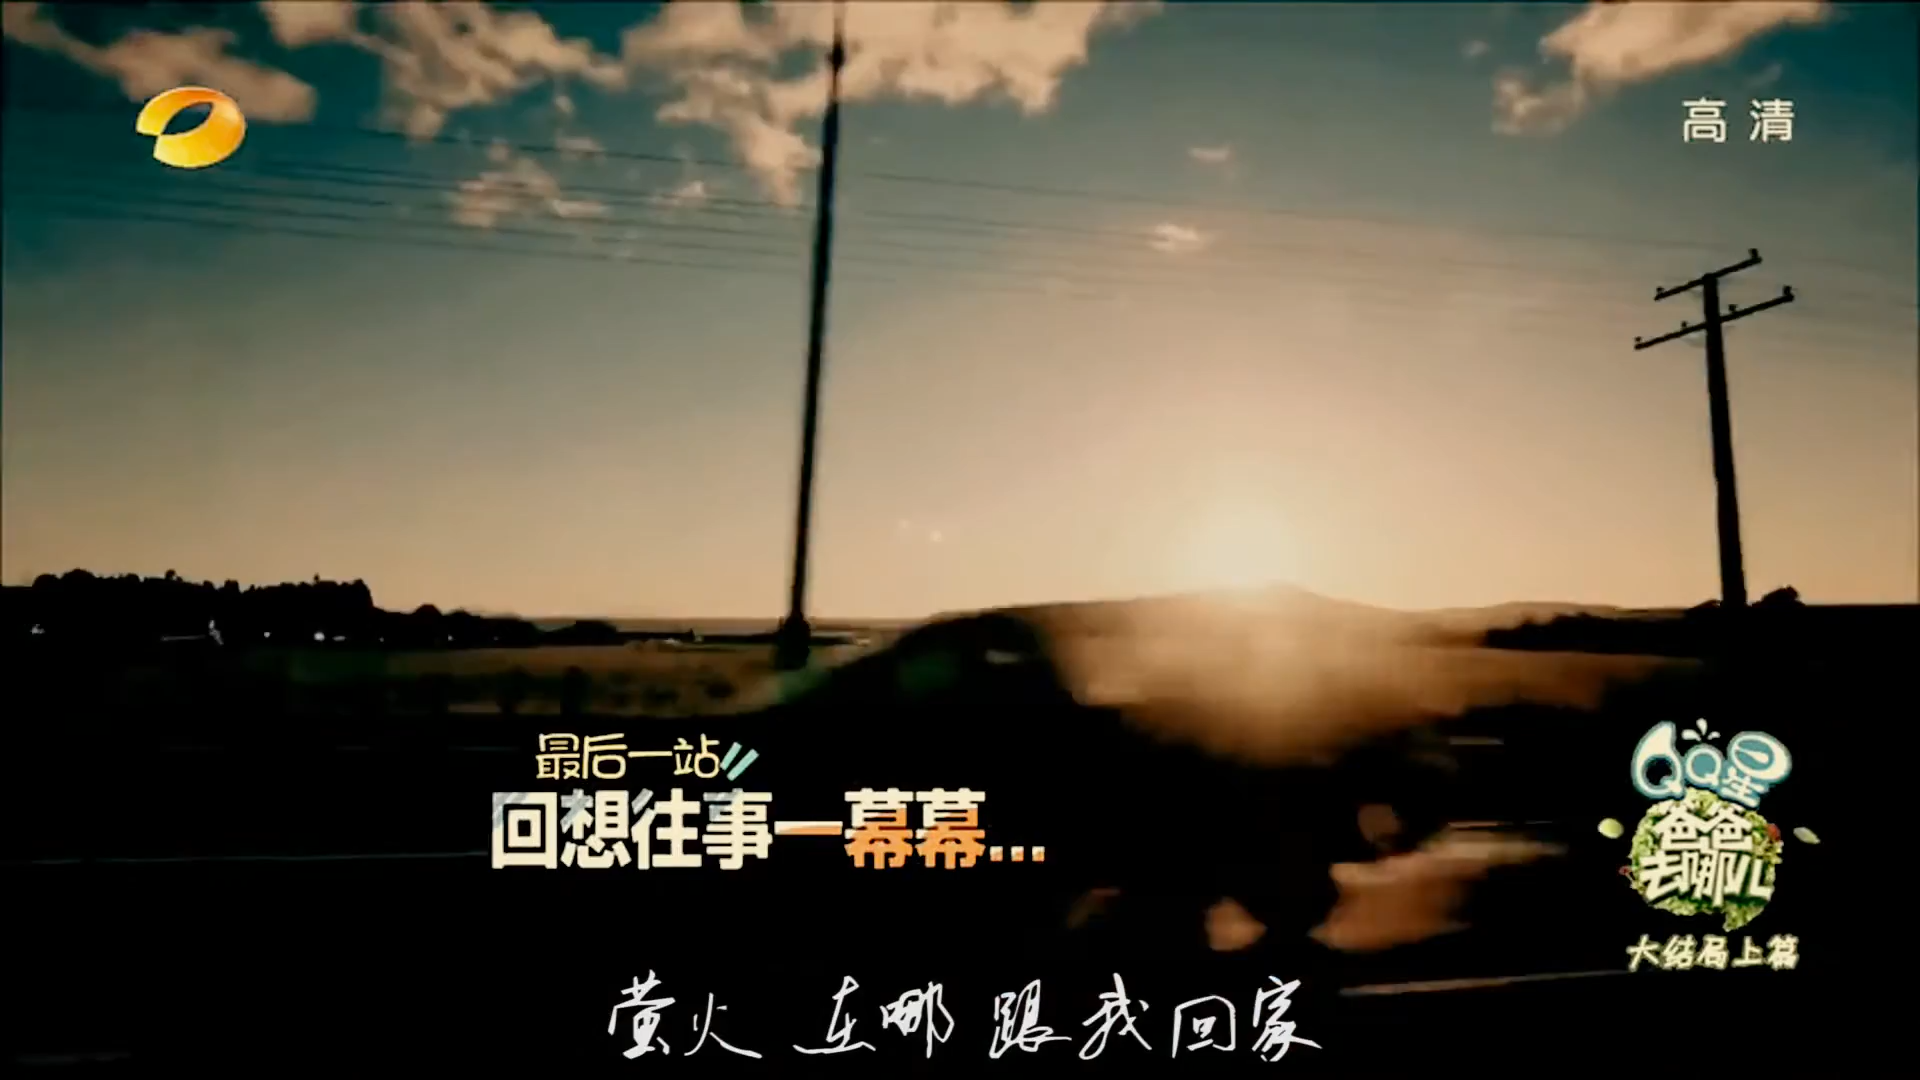 高清
最后一站
回想往事一幕幕...
QQ星
爸爸
去哪儿
大结局上篇
萤火 在哪 跟我回家